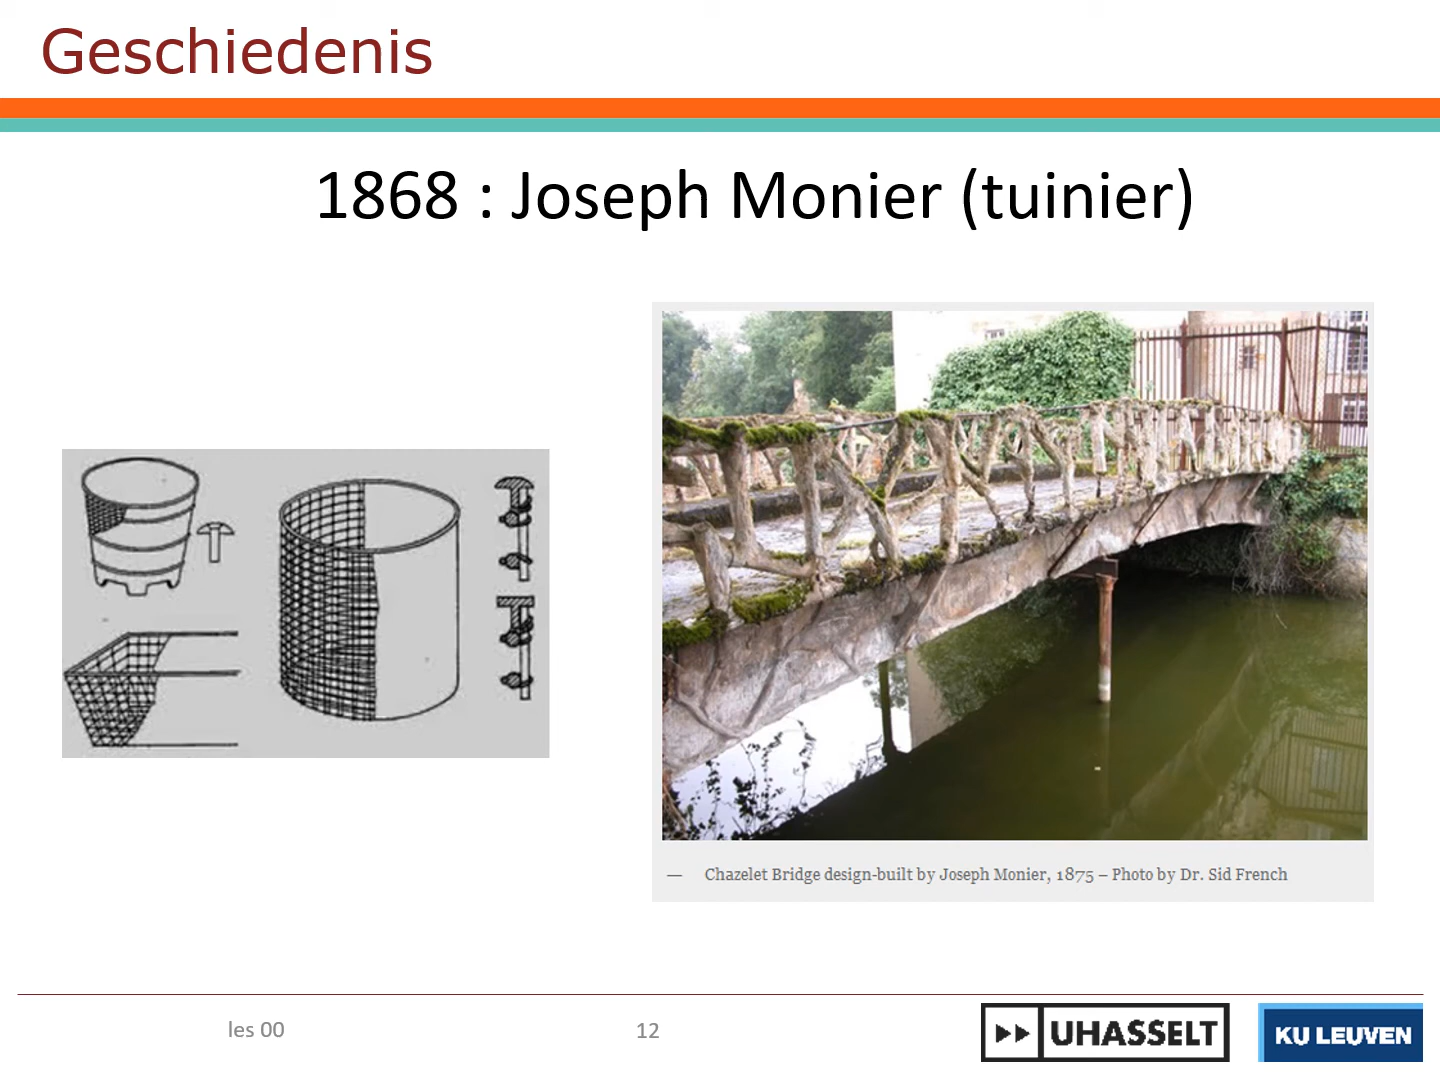 Geschiedenis
1868 : Joseph Monier (tuinier)
— Chazelet Bridge design-built by Joseph Monier, 1875 – Photo by Dr. Sid French
les 00
12
UHASSELT
KU LEUVEN